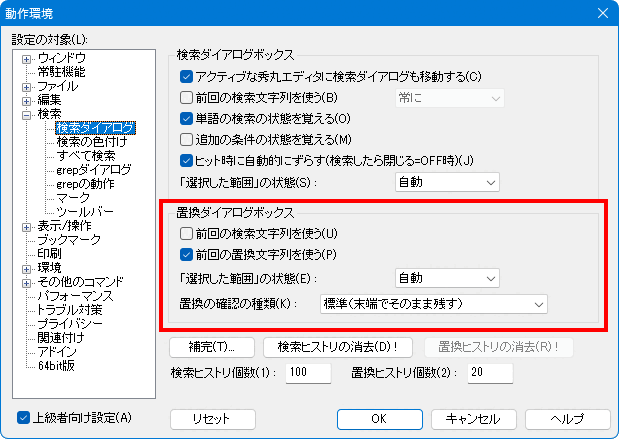 動作環境
設定の対象(L):
ウィンドウ
常駐機能
ファイル
編集
検索
検索ダイアログ
検索の色付け
すべて検索
grepダイアログ
grepの動作
マーク
ツールバー
表示/操作
ブックマーク
印刷
環境
その他のコマンド
パフォーマンス
トラブル対策
プライバシー
関連付け
アドイン
64bit版
上級者向け設定(A)
検索ダイアログボックス
アクティブな秀丸エディタに検索ダイアログも移動する(C)
前回の検索文字列を使う(B) 常に
単語の検索の状態を覚える(O)
追加の条件の状態を覚える(M)
ヒット時に自動的にずらす(検索したら閉じる=OFF時)(J)
「選択した範囲」の状態(S): 自動
置換ダイアログボックス
前回の検索文字列を使う(U)
前回の置換文字列を使う(P)
「選択した範囲」の状態(E): 自動
置換の確認の種類(K): 標準(末端でそのまま残す)
補完(T)... 検索ヒストリの消去(D)! 置換ヒストリの消去(R)!
検索ヒストリ個数(1): 100 置換ヒストリ個数(2): 20
リセット OK キャンセル ヘルプ